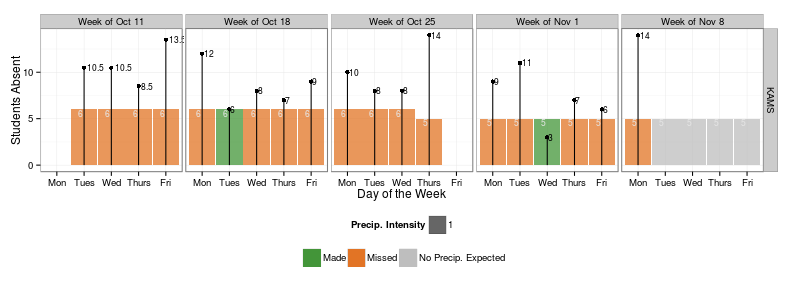 Week of Oct 11 Week of Oct 18 Week of Oct 25 Week of Nov 1 Week of Nov 8
Students Absent
10
5
0
10.5 10.5 8.5 13.5
6 6 6 6
12 6 8 7 9
6 6 6 6 6
10 8 8 14
6 6 6 5
9 11 3 7 6
5 5 5 5 5
14
5 5 5 5 5
KAMS
Mon Tues Wed Thurs Fri Mon Tues Wed Thurs Fri Mon Tues Wed Thurs Fri Mon Tues Wed Thurs Fri Mon Tues Wed Thurs Fri
Day of the Week
Precip. Intensity 1
Made Missed No Precip. Expected